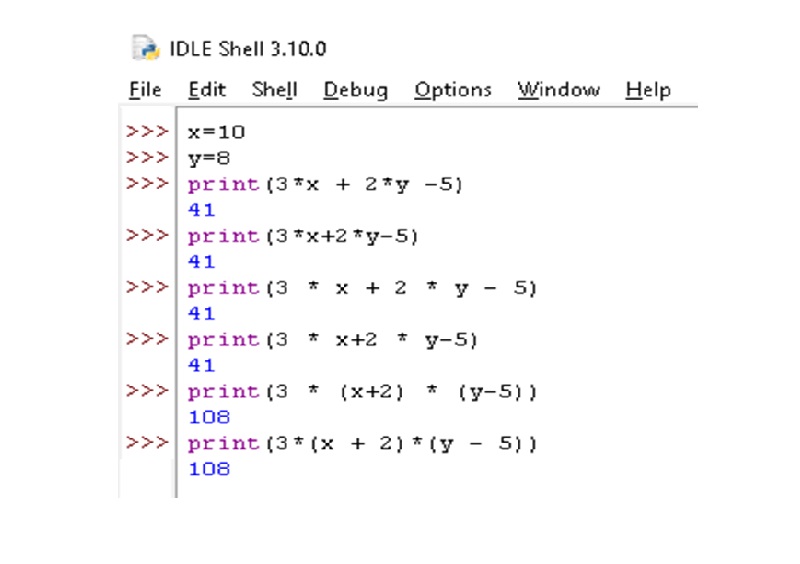 IDLE Shell 3.10.0
File Edit Shell Debug Options Window Help
>>> x=10
>>> y=8
>>> print(3*x + 2*y -5)
41
>>> print(3*x+2*y-5)
41
>>> print(3 * x + 2 * y - 5)
41
>>> print(3 * x+2 * y-5)
41
>>> print(3 * (x+2) * (y-5))
108
>>> print(3*(x + 2)*(y - 5))
108